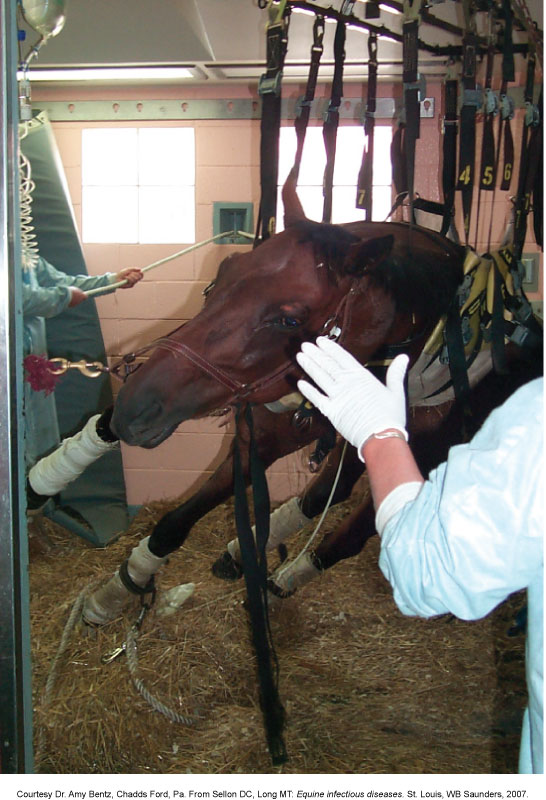 4
5
6
7
Courtesy Dr. Amy Bentz, Chadds Ford, Pa. From Sellon DC, Long MT: Equine infectious diseases. St. Louis, WB Saunders, 2007.